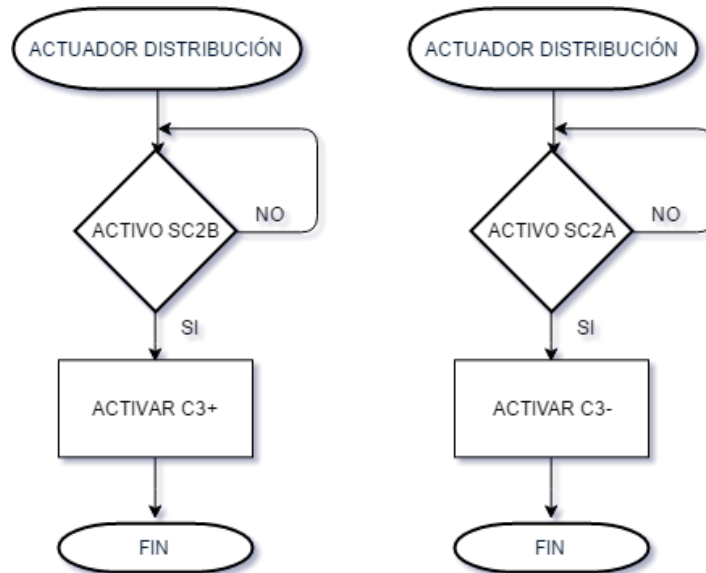 ACTUADOR DISTRIBUCIÓN
ACTIVO SC2B
NO
SI
ACTIVAR C3+
FIN
ACTUADOR DISTRIBUCIÓN
ACTIVO SC2A
NO
SI
ACTIVAR C3-
FIN